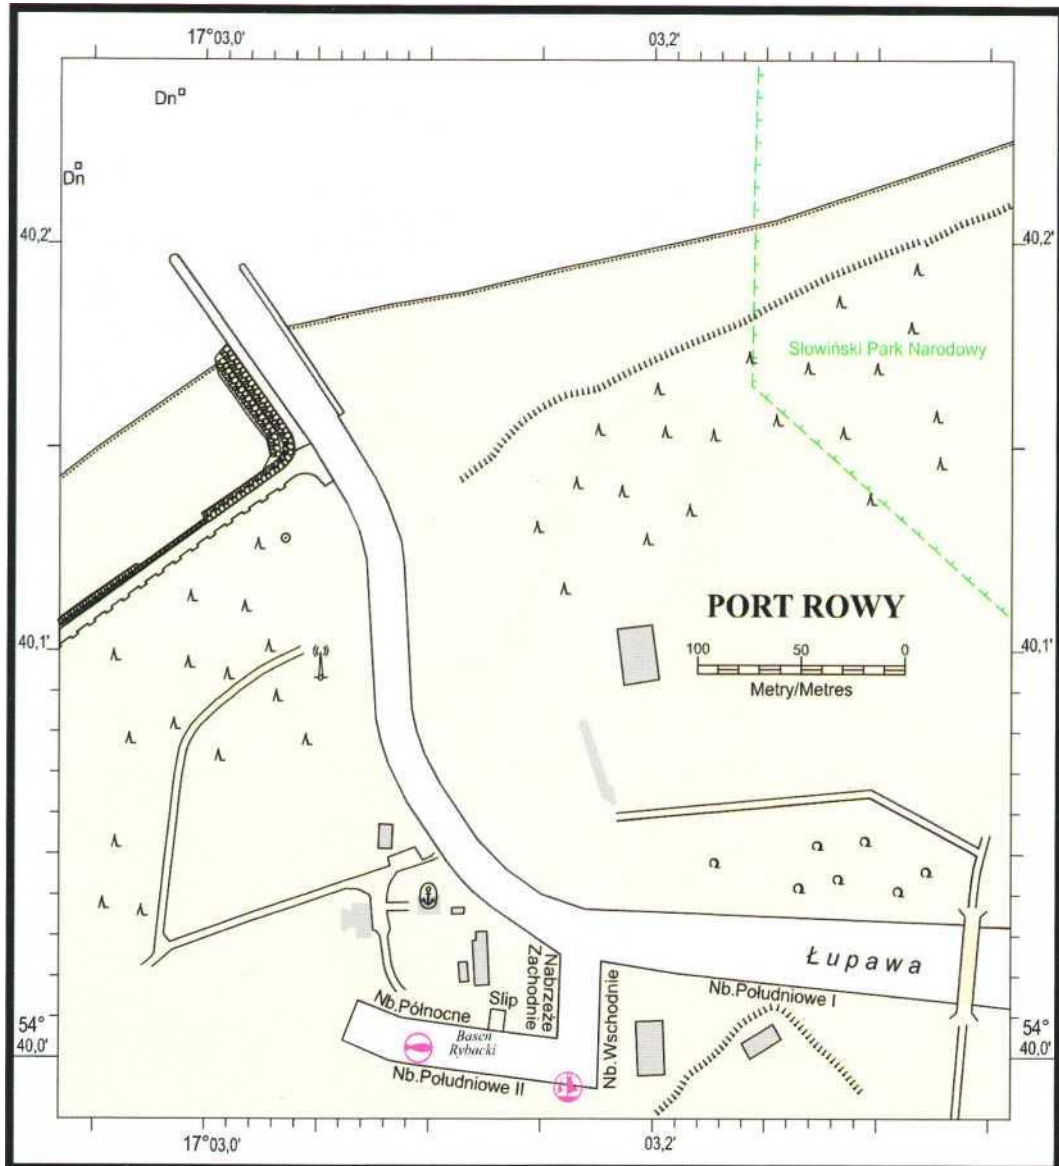 17°03,0'
03,2'
Dn
Dn
40,2'
40,2'
Słowiński Park Narodowy
PORT ROWY
40,1'
40,1'
100 50 0
Metry/Metres
Łupawa
Nabrzeże
Zachodnie
Nb.Południowe I
Nb.Północne
Slip
Nb.Wschodnie
Basen
Rybacki
Nb.Południowe II
54°
40,0'
54°
40,0'
17°03,0'
03,2'